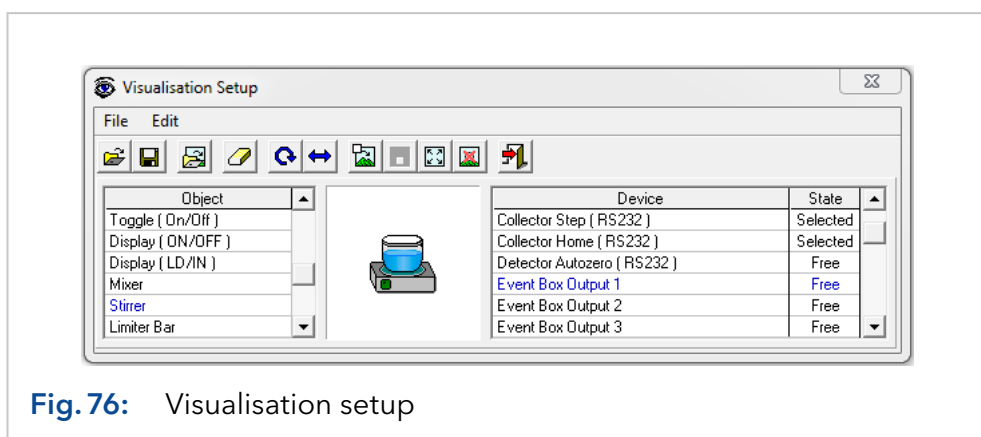 Visualisation Setup
File Edit
Object
Toggle ( On/Off )
Display ( ON/OFF )
Display ( LD/IN )
Mixer
Stirrer
Limiter Bar
Device State
Collector Step ( RS232 ) Selected
Collector Home ( RS232 ) Selected
Detector Autozero ( RS232 ) Free
Event Box Output 1 Free
Event Box Output 2 Free
Event Box Output 3 Free
Fig. 76: Visualisation setup